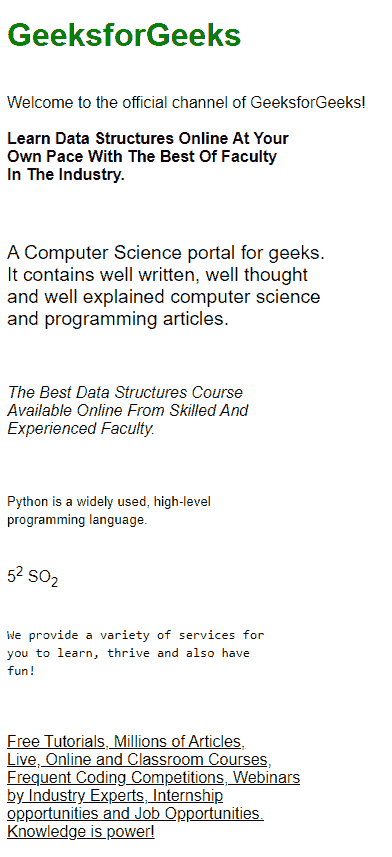 GeeksforGeeks
Welcome to the official channel of GeeksforGeeks!
Learn Data Structures Online At Your
Own Pace With The Best Of Faculty
In The Industry.
A Computer Science portal for geeks.
It contains well written, well thought
and well explained computer science
and programming articles.
The Best Data Structures Course
Available Online From Skilled And
Experienced Faculty.
Python is a widely used, high-level
programming language.
5² SO₂
We provide a variety of services for
you to learn, thrive and also have
fun!
Free Tutorials, Millions of Articles,
Live, Online and Classroom Courses,
Frequent Coding Competitions, Webinars
by Industry Experts, Internship
opportunities and Job Opportunities.
Knowledge is power!